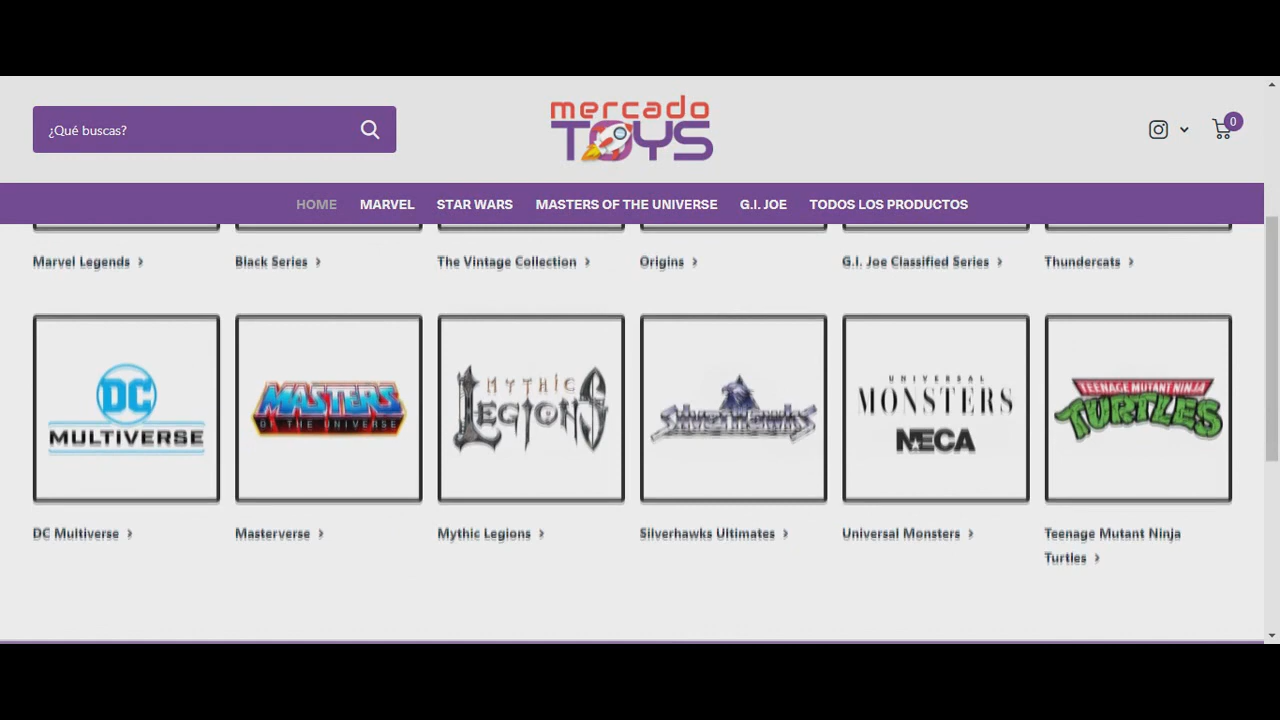 ¿Qué buscas?
mercado
TOYS
0
HOME MARVEL STAR WARS MASTERS OF THE UNIVERSE G.I. JOE TODOS LOS PRODUCTOS
Marvel Legends
Black Series
The Vintage Collection
Origins
G.I. Joe Classified Series
Thundercats
DC
MULTIVERSE
MASTERS
OF THE UNIVERSE
MYTHIC
LEGIONS
SilverHawks
UNIVERSAL
MONSTERS
NECA
TEENAGE MUTANT NINJA
TURTLES
DC Multiverse
Masterverse
Mythic Legions
Silverhawks Ultimates
Universal Monsters
Teenage Mutant Ninja
Turtles